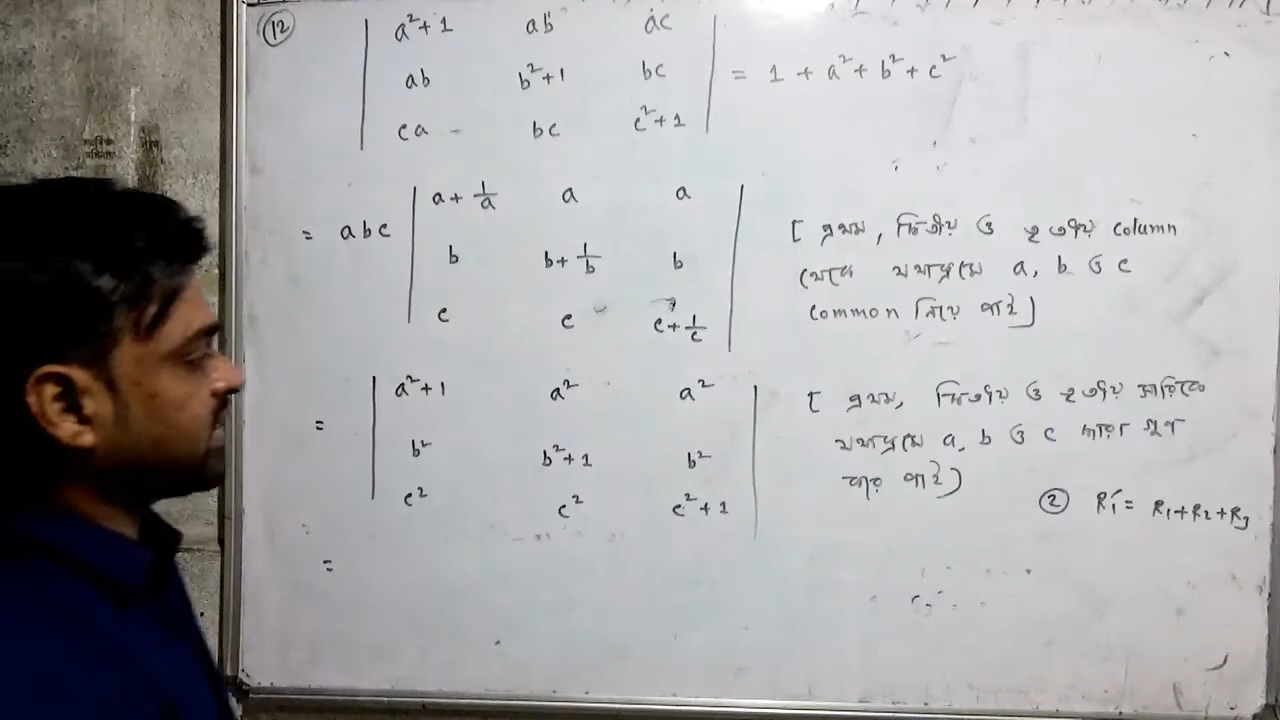 12
a²+1 ab ac
ab b²+1 bc = 1 + a² + b² + c²
ca bc c²+1
= abc
a + 1/a a a
b b + 1/b b
c c c + 1/c
[ প্রথম, দ্বিতীয় ও তৃতীয় column
থেকে যথাক্রমে a, b ও c
common নিয়ে পাই ]
=
a²+1 a² a²
b² b²+1 b²
c² c² c²+1
[ প্রথম, দ্বিতীয় ও তৃতীয় সারিকে
যথাক্রমে a, b ও c দ্বারা গুণ
করে পাই ]
② R₁′ = R₁+R₂+R₃
=